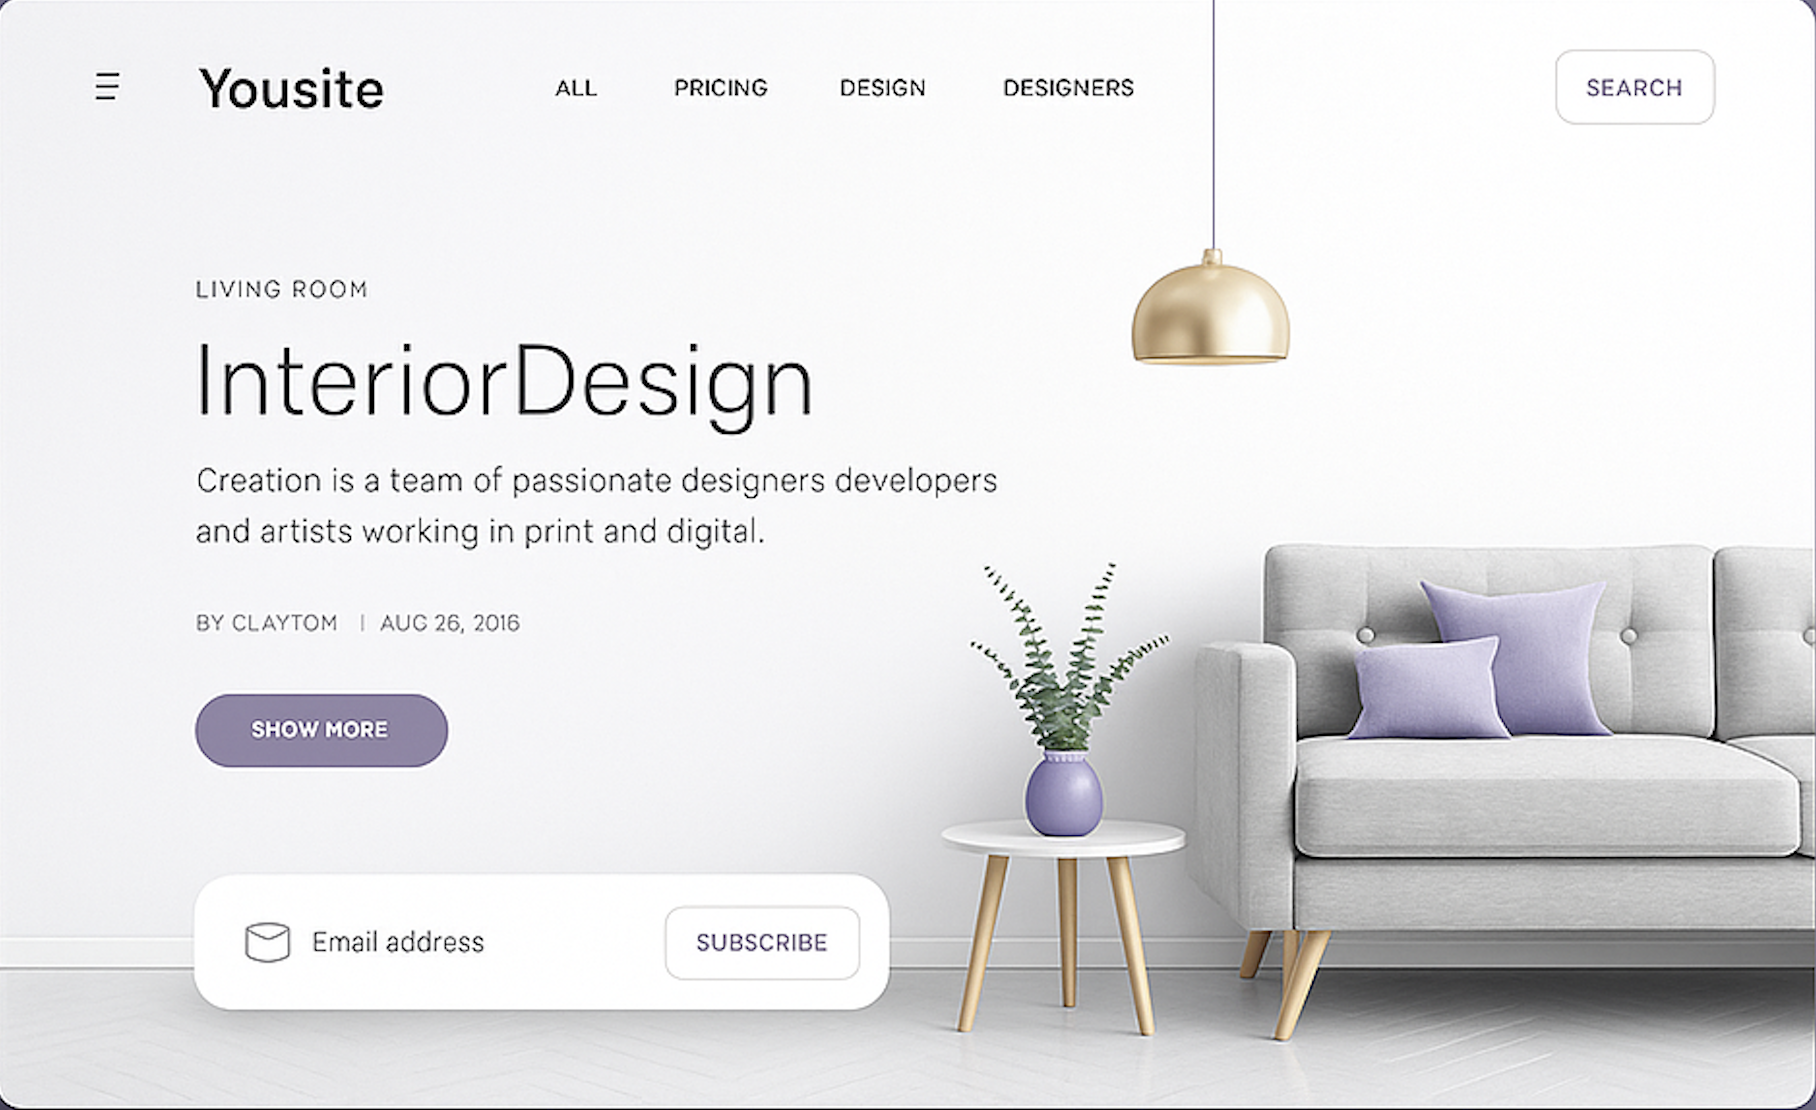 Yousite
ALL
PRICING
DESIGN
DESIGNERS
SEARCH
LIVING ROOM
InteriorDesign
Creation is a team of passionate designers developers
and artists working in print and digital.
BY CLAYTOM | AUG 26, 2016
SHOW MORE
Email address
SUBSCRIBE